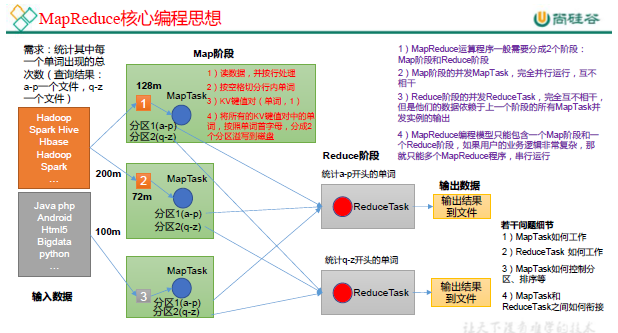 MapReduce核心编程思想
尚硅谷
需求：统计其中每
一个单词出现的总
次数（查询结果：
a-p一个文件，q-z
一个文件）
Map阶段
1）MapReduce运算程序一般需要分成2个阶段：
Map阶段和Reduce阶段
2）Map阶段的并发MapTask，完全并行运行，互不
相干
3）Reduce阶段的并发ReduceTask，完全互不相干，
但是他们的数据依赖于上一个阶段的所有MapTask并
发实例的输出
4）MapReduce编程模型只能包含一个Map阶段和一
个Reduce阶段，如果用户的业务逻辑非常复杂，那
就只能多个MapReduce程序，串行运行
128m
MapTask
1
分区1(a-p)
分区2(q-z)
1）读数据，并按行处理
2）按空格切分行内单词
3）KV键值对（单词，1）
4）将所有的KV键值对中的单
词，按照单词首字母，分成2
个分区溢写到磁盘
Hadoop
Spark Hive
Hbase
Hadoop
Spark
…
200m
MapTask
2
72m
分区1(a-p)
分区2(q-z)
Java php
Android
Html5
Bigdata
python
…
100m
输入数据
MapTask
3
分区1(a-p)
分区2(q-z)
Reduce阶段
统计a-p开头的单词
ReduceTask
统计q-z开头的单词
ReduceTask
输出数据
输出结果
到文件
输出结果
到文件
若干问题细节
1）MapTask如何工作
2）ReduceTask 如何工作
3）MapTask如何控制分
区、排序等
4）MapTask和
ReduceTask之间如何衔接
让天下没有难学的技术